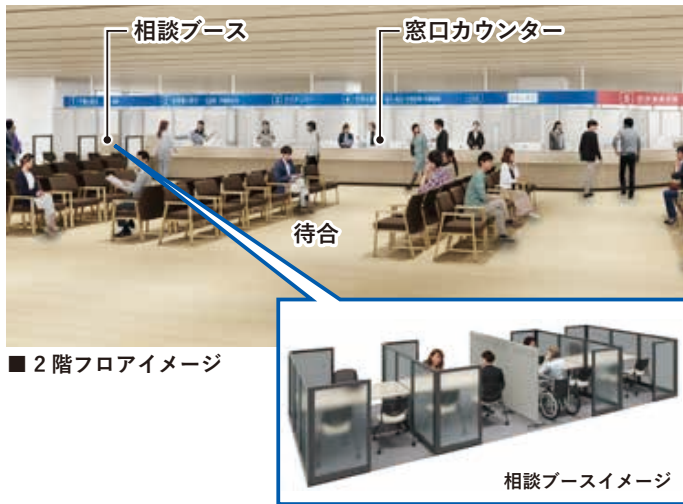 相談ブース
窓口カウンター
待合
■ 2 階フロアイメージ
相談ブースイメージ